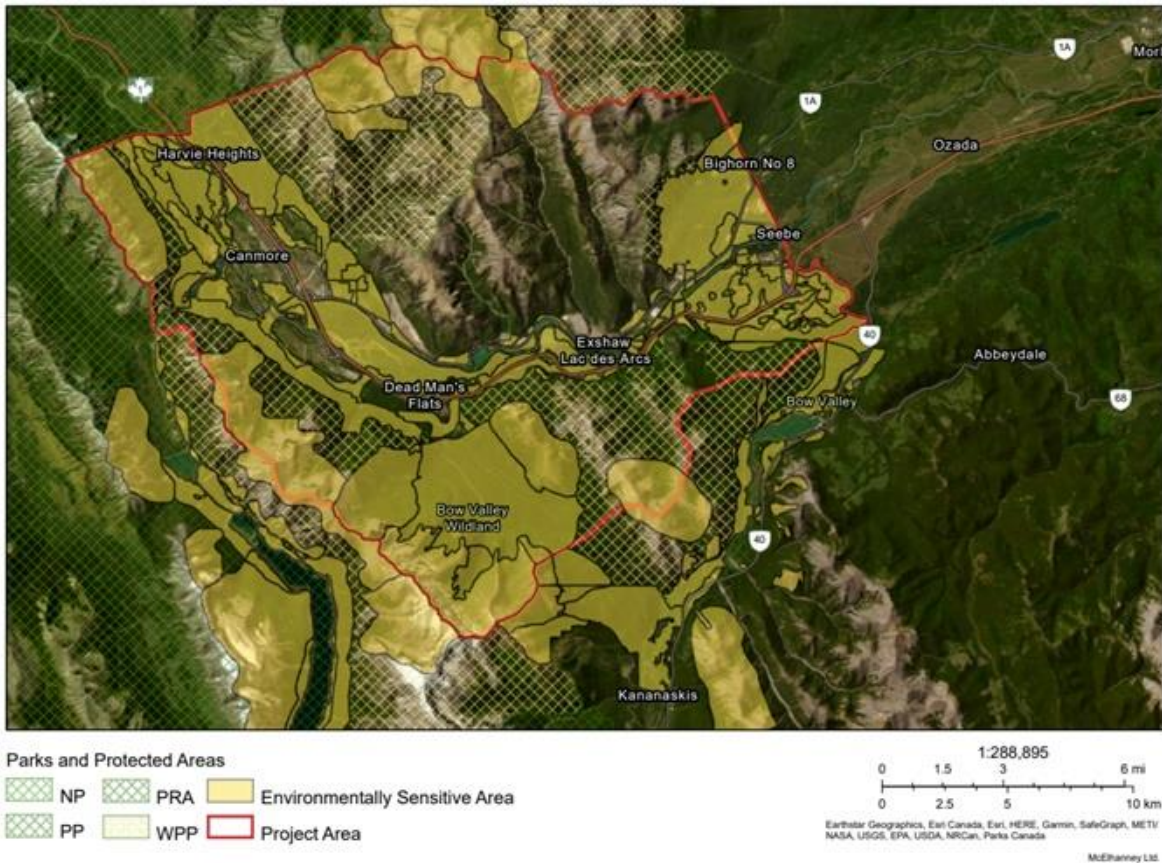 1A
Morl
1
1A
Harvie Heights
Ozada
Bighorn No 8
Seebe
Canmore
40
Exshaw
Lac des Arcs
Abbeydale
Dead Man's
Flats
Bow Valley
68
Bow Valley
Wildland
40
Kananaskis
Parks and Protected Areas
NP
PRA
Environmentally Sensitive Area
PP
WPP
Project Area
1:288,895
0 1.5 3 6 mi
0 2.5 5 10 km
Earthstar Geographics, Esri Canada, Esri, HERE, Garmin, SafeGraph, METI/
NASA, USGS, EPA, USDA, NRCan, Parks Canada
McElhanney Ltd.